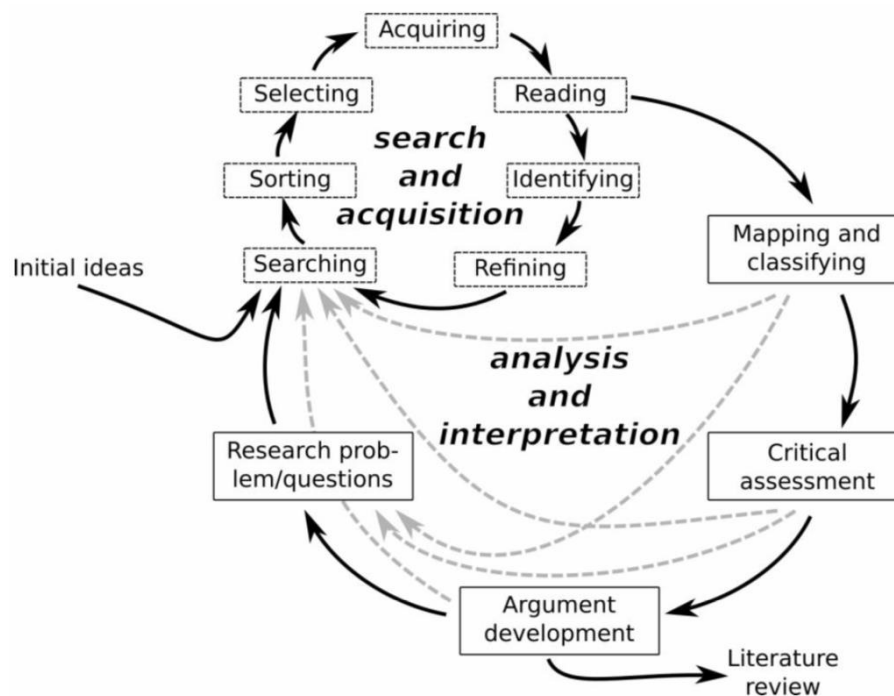 Acquiring
Selecting
Reading
search
and
acquisition
Sorting
Identifying
Mapping and
classifying
Initial ideas
Searching
Refining
analysis
and
interpretation
Research prob-
lem/questions
Critical
assessment
Argument
development
Literature
review